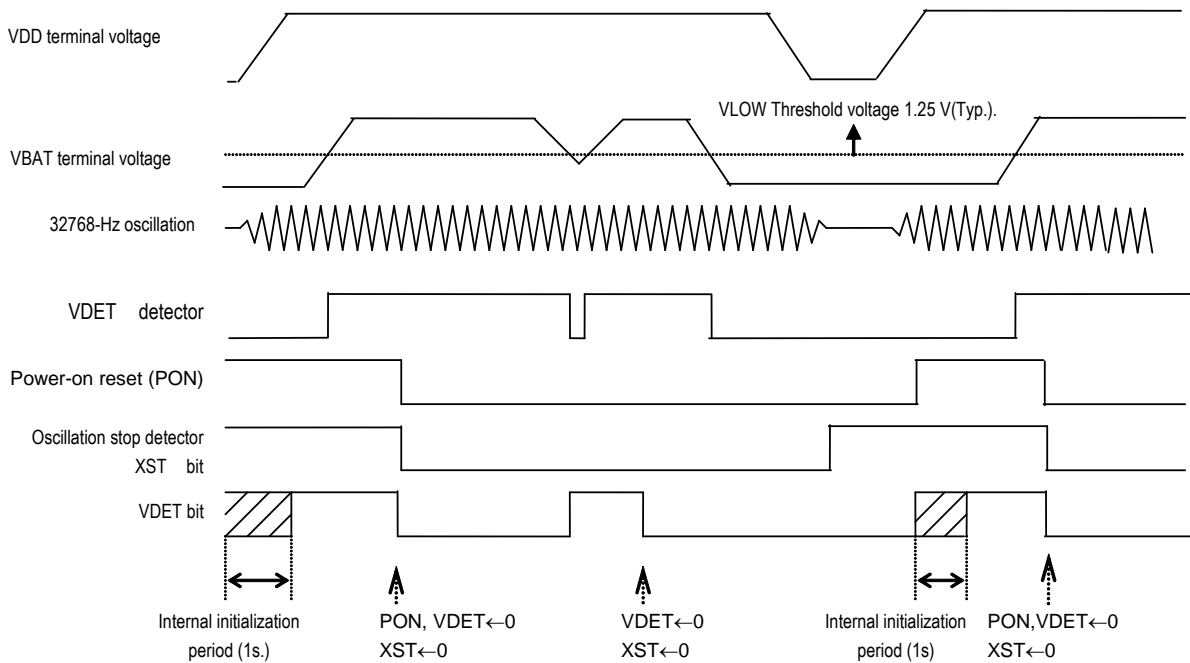 VDD terminal voltage
VLOW Threshold voltage 1.25 V(Typ.).
VBAT terminal voltage
32768-Hz oscillation
VDET detector
Power-on reset (PON)
Oscillation stop detector
XST bit
VDET bit
Internal initialization
period (1s.)
PON, VDET←0
XST←0
VDET←0
XST←0
Internal initialization
period (1s)
PON,VDET←0
XST←0